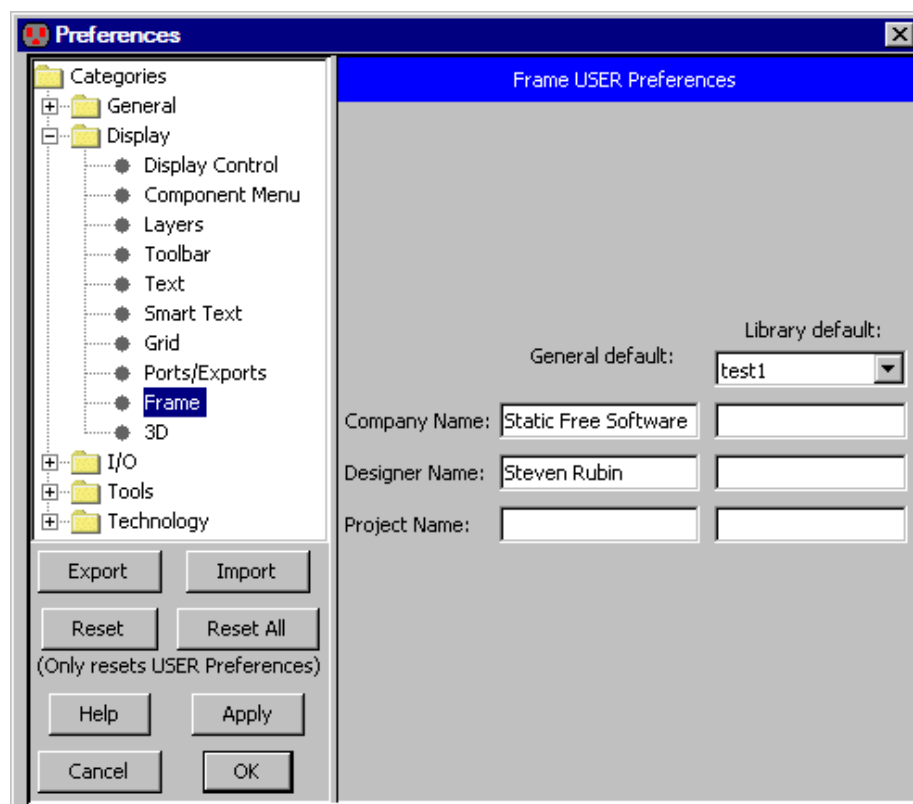 Preferences
Categories
General
Display
Display Control
Component Menu
Layers
Toolbar
Text
Smart Text
Grid
Ports/Exports
Frame
3D
I/O
Tools
Technology
Export Import
Reset Reset All
(Only resets USER Preferences)
Help Apply
Cancel OK
Frame USER Preferences
Library default:
General default:
test1
Company Name: Static Free Software
Designer Name: Steven Rubin
Project Name: